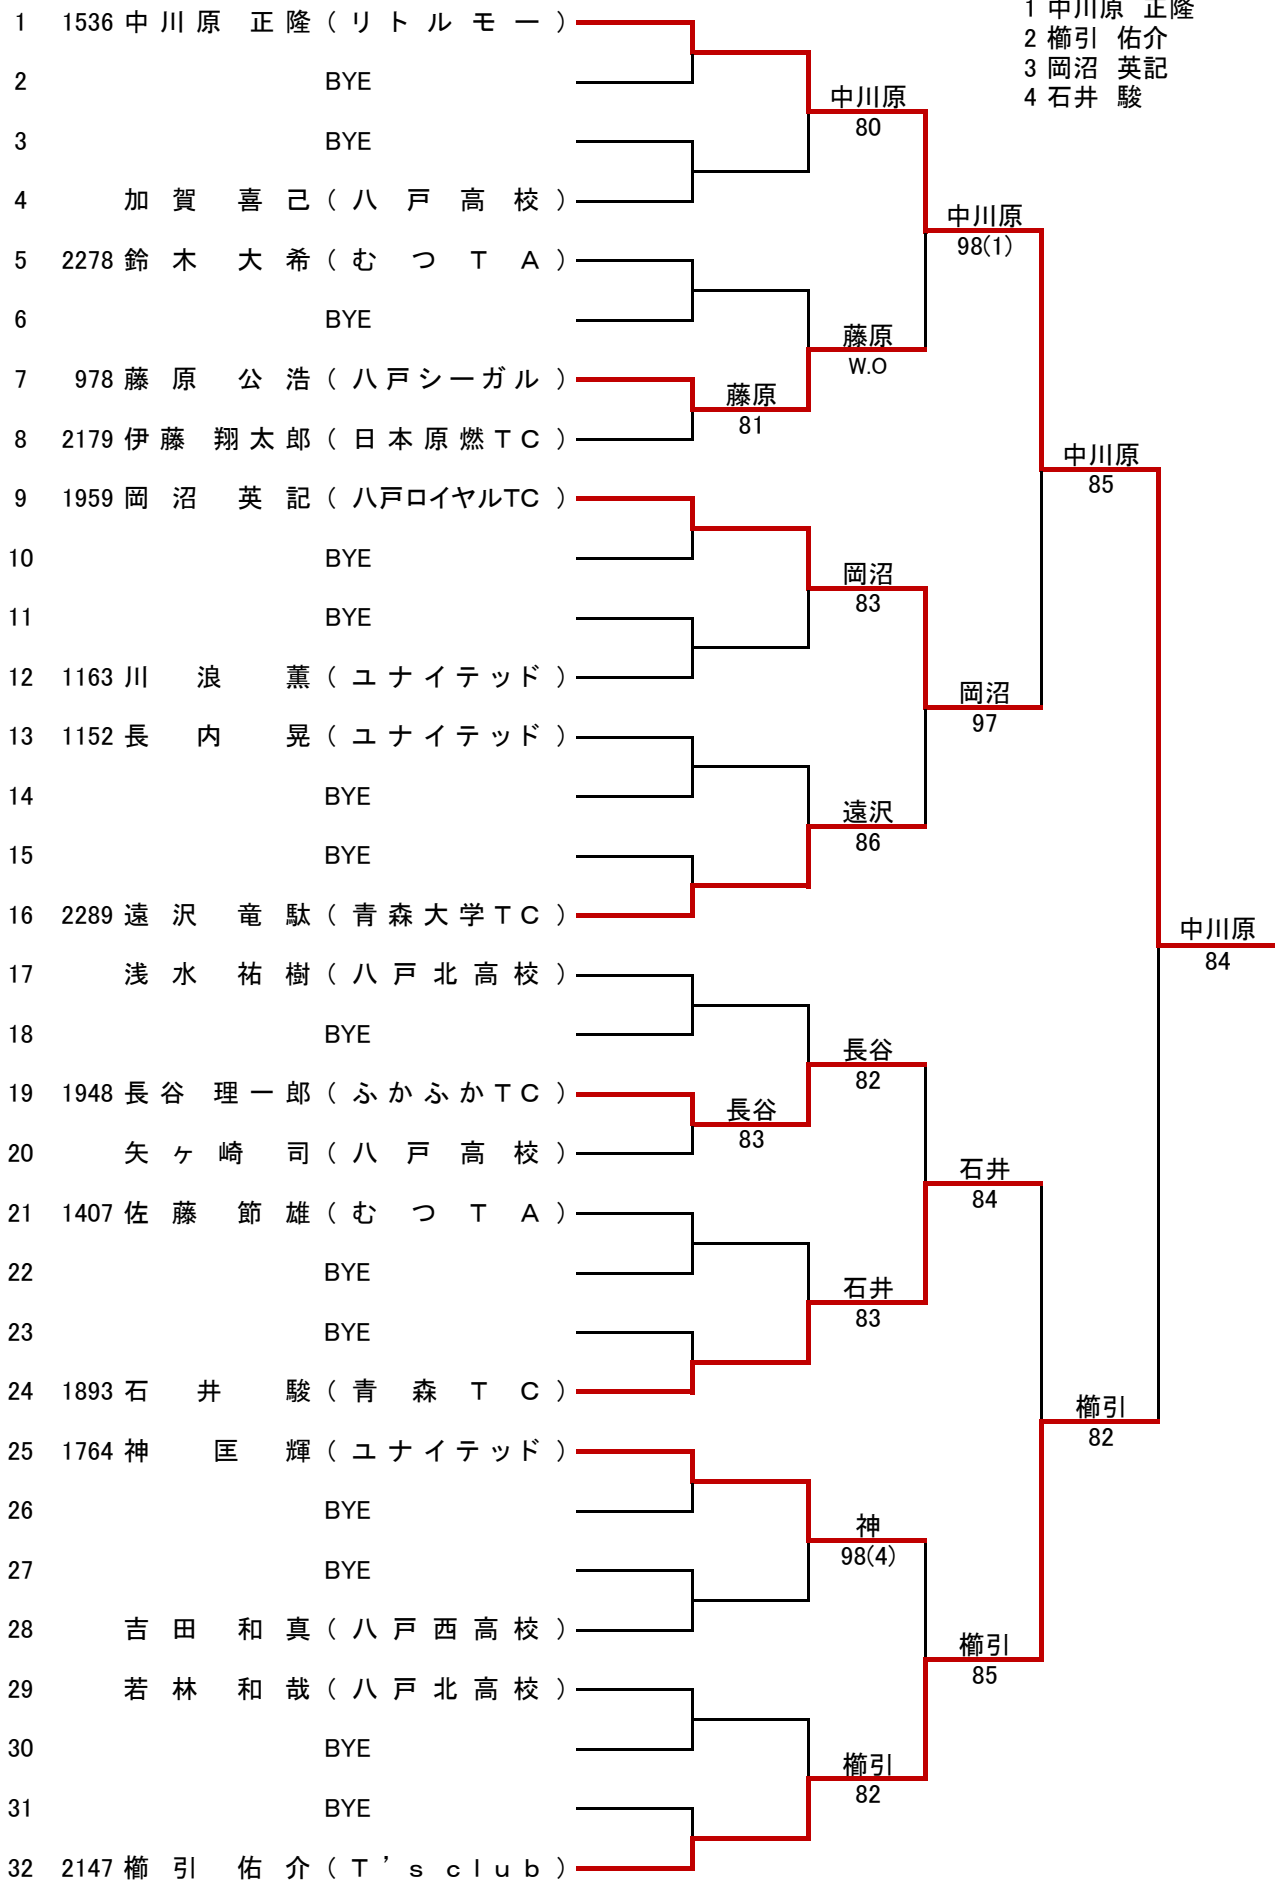 1 中川原 正隆
2 櫛引 佑介
3 岡沼 英記
4 石井 駿
1 1536 中川原 正隆 (リトルモー)
2 BYE
3 BYE
4 加賀 喜己 (八戸高校)
5 2278 鈴木 大希 (むつTA)
6 BYE
7 978 藤原 公浩 (八戸シーガル)
8 2179 伊藤 翔太郎 (日本原燃TC)
9 1959 岡沼 英記 (八戸ロイヤルTC)
10 BYE
11 BYE
12 1163 川浪 薫 (ユナイテッド)
13 1152 長内 晃 (ユナイテッド)
14 BYE
15 BYE
16 2289 遠沢 竜駄 (青森大学TC)
17 浅水 祐樹 (八戸北高校)
18 BYE
19 1948 長谷 理一郎 (ふかふかTC)
20 矢ヶ崎 司 (八戸高校)
21 1407 佐藤 節雄 (むつTA)
22 BYE
23 BYE
24 1893 石井 駿 (青森TC)
25 1764 神 匡輝 (ユナイテッド)
26 BYE
27 BYE
28 吉田 和真 (八戸西高校)
29 若林 和哉 (八戸北高校)
30 BYE
31 BYE
32 2147 櫛引 佑介 (T'sclub)
藤原
81
長谷
83
中川原
80
藤原
W.O
岡沼
83
遠沢
86
長谷
82
石井
83
神
98(4)
櫛引
82
中川原
98(1)
岡沼
97
石井
84
櫛引
85
中川原
85
櫛引
82
中川原
84